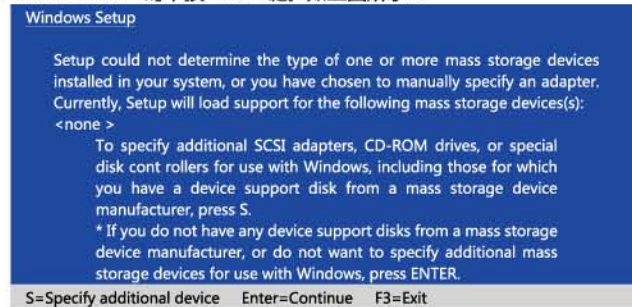 Windows Setup
Setup could not determine the type of one or more mass storage devices
installed in your system, or you have chosen to manually specify an adapter.
Currently, Setup will load support for the following mass storage devices(s):
<none >
To specify additional SCSI adapters, CD-ROM drives, or special
disk cont rollers for use with Windows, including those for which
you have a device support disk from a mass storage device
manufacturer, press S.
* If you do not have any device support disks from a mass storage
device manufacturer, or do not want to specify additional mass
storage devices for use with Windows, press ENTER.
S=Specify additional device Enter=Continue F3=Exit